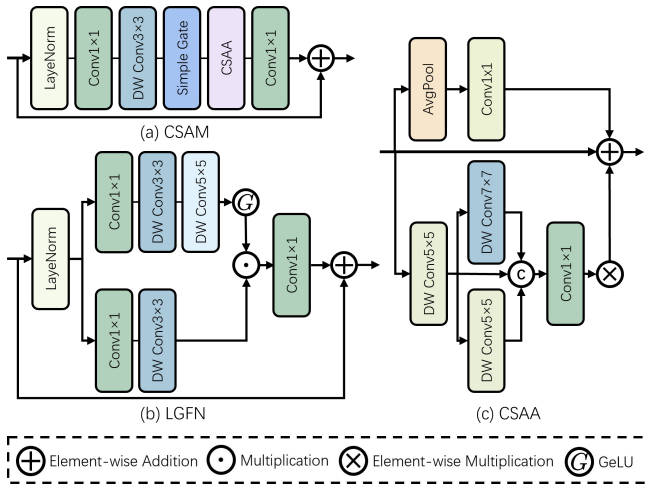 LayeNorm
Conv1×1
DW Conv3×3
Simple Gate
CSAA
Conv1×1
(a) CSAM
LayeNorm
Conv1×1
DW Conv3×3
DW Conv5×5
G
Conv1×1
Conv1×1
DW Conv3×3
(b) LGFN
AvgPool
Conv1x1
DW Conv5×5
DW Conv7×7
DW Conv5×5
c
Conv1×1
(c) CSAA
Element-wise Addition
Multiplication
Element-wise Multiplication
G GeLU